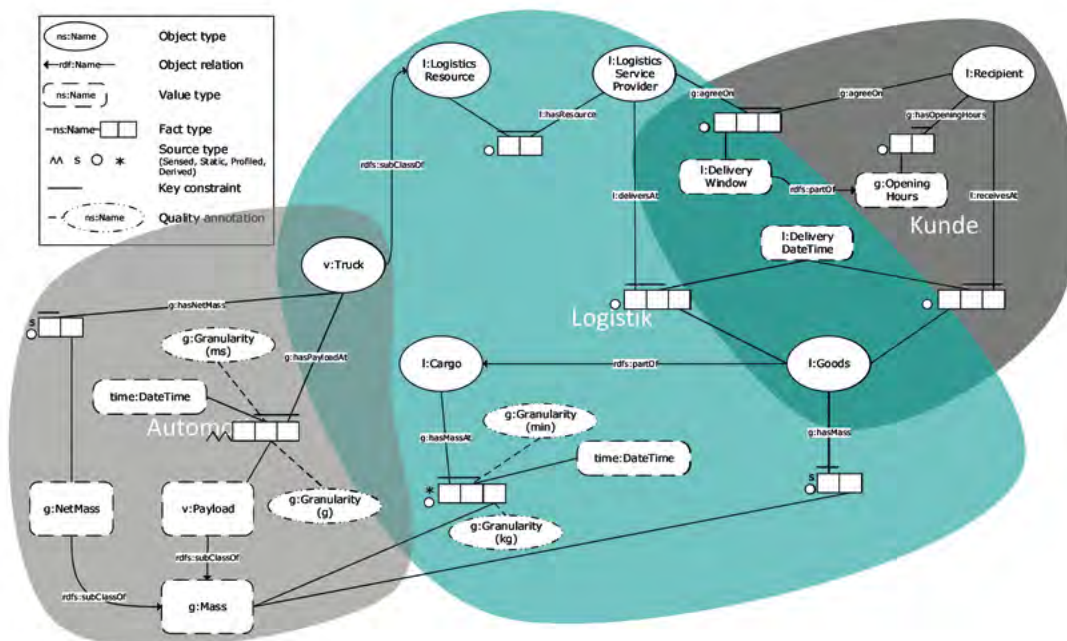 ns:Name
Object type
rdf:Name
Object relation
ns:Name
Value type
ns:Name
Fact type
s
*
Source type
(Sensed, Static, Profiled,
Derived)
Key constraint
ns:Name
Quality annotation
l:Logistics
Resource
l:Logistics
Service
Provider
l:Recipient
g:agreeOn
g:agreeOn
g:hasOpeningHours
l:hasResource
rdfs:subClassOf
l:Delivery
Window
rdfs:partOf
g:Opening
Hours
l:deliversAt
l:receivesAt
Kunde
l:Delivery
DateTime
v:Truck
g:hasNetMass
S
Logistik
g:Granularity
(ms)
g:hasPayloadAt
l:Cargo
rdfs:partOf
l:Goods
time:DateTime
Automo
g:Granularity
(min)
g:hasMassAt
g:hasMass
time:DateTime
S
*
g:NetMass
v:Payload
g:Granularity
(g)
g:Granularity
(kg)
rdfs:subClassOf
rdfs:subClassOf
g:Mass